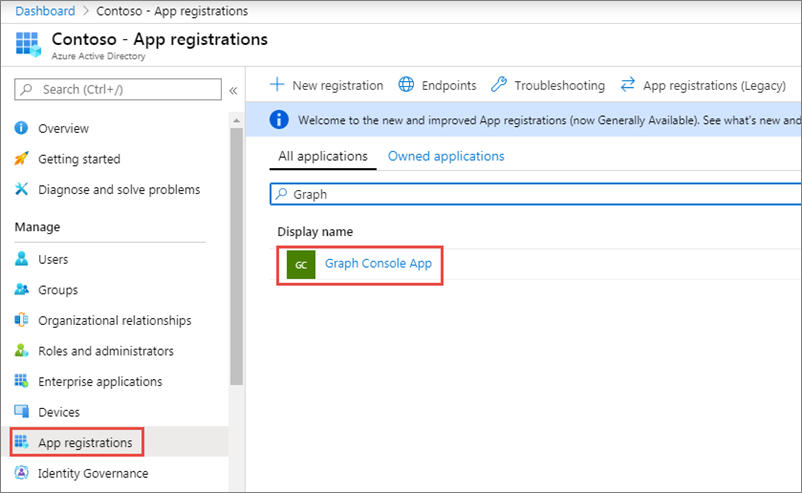 Dashboard > Contoso - App registrations
Contoso - App registrations
Azure Active Directory
Search (Ctrl+/)
«
Overview
Getting started
Diagnose and solve problems
Manage
Users
Groups
Organizational relationships
Roles and administrators
Enterprise applications
Devices
App registrations
Identity Governance
New registration
Endpoints
Troubleshooting
App registrations (Legacy)
Welcome to the new and improved App registrations (now Generally Available). See what's new and
All applications
Owned applications
Graph
Display name
GC
Graph Console App